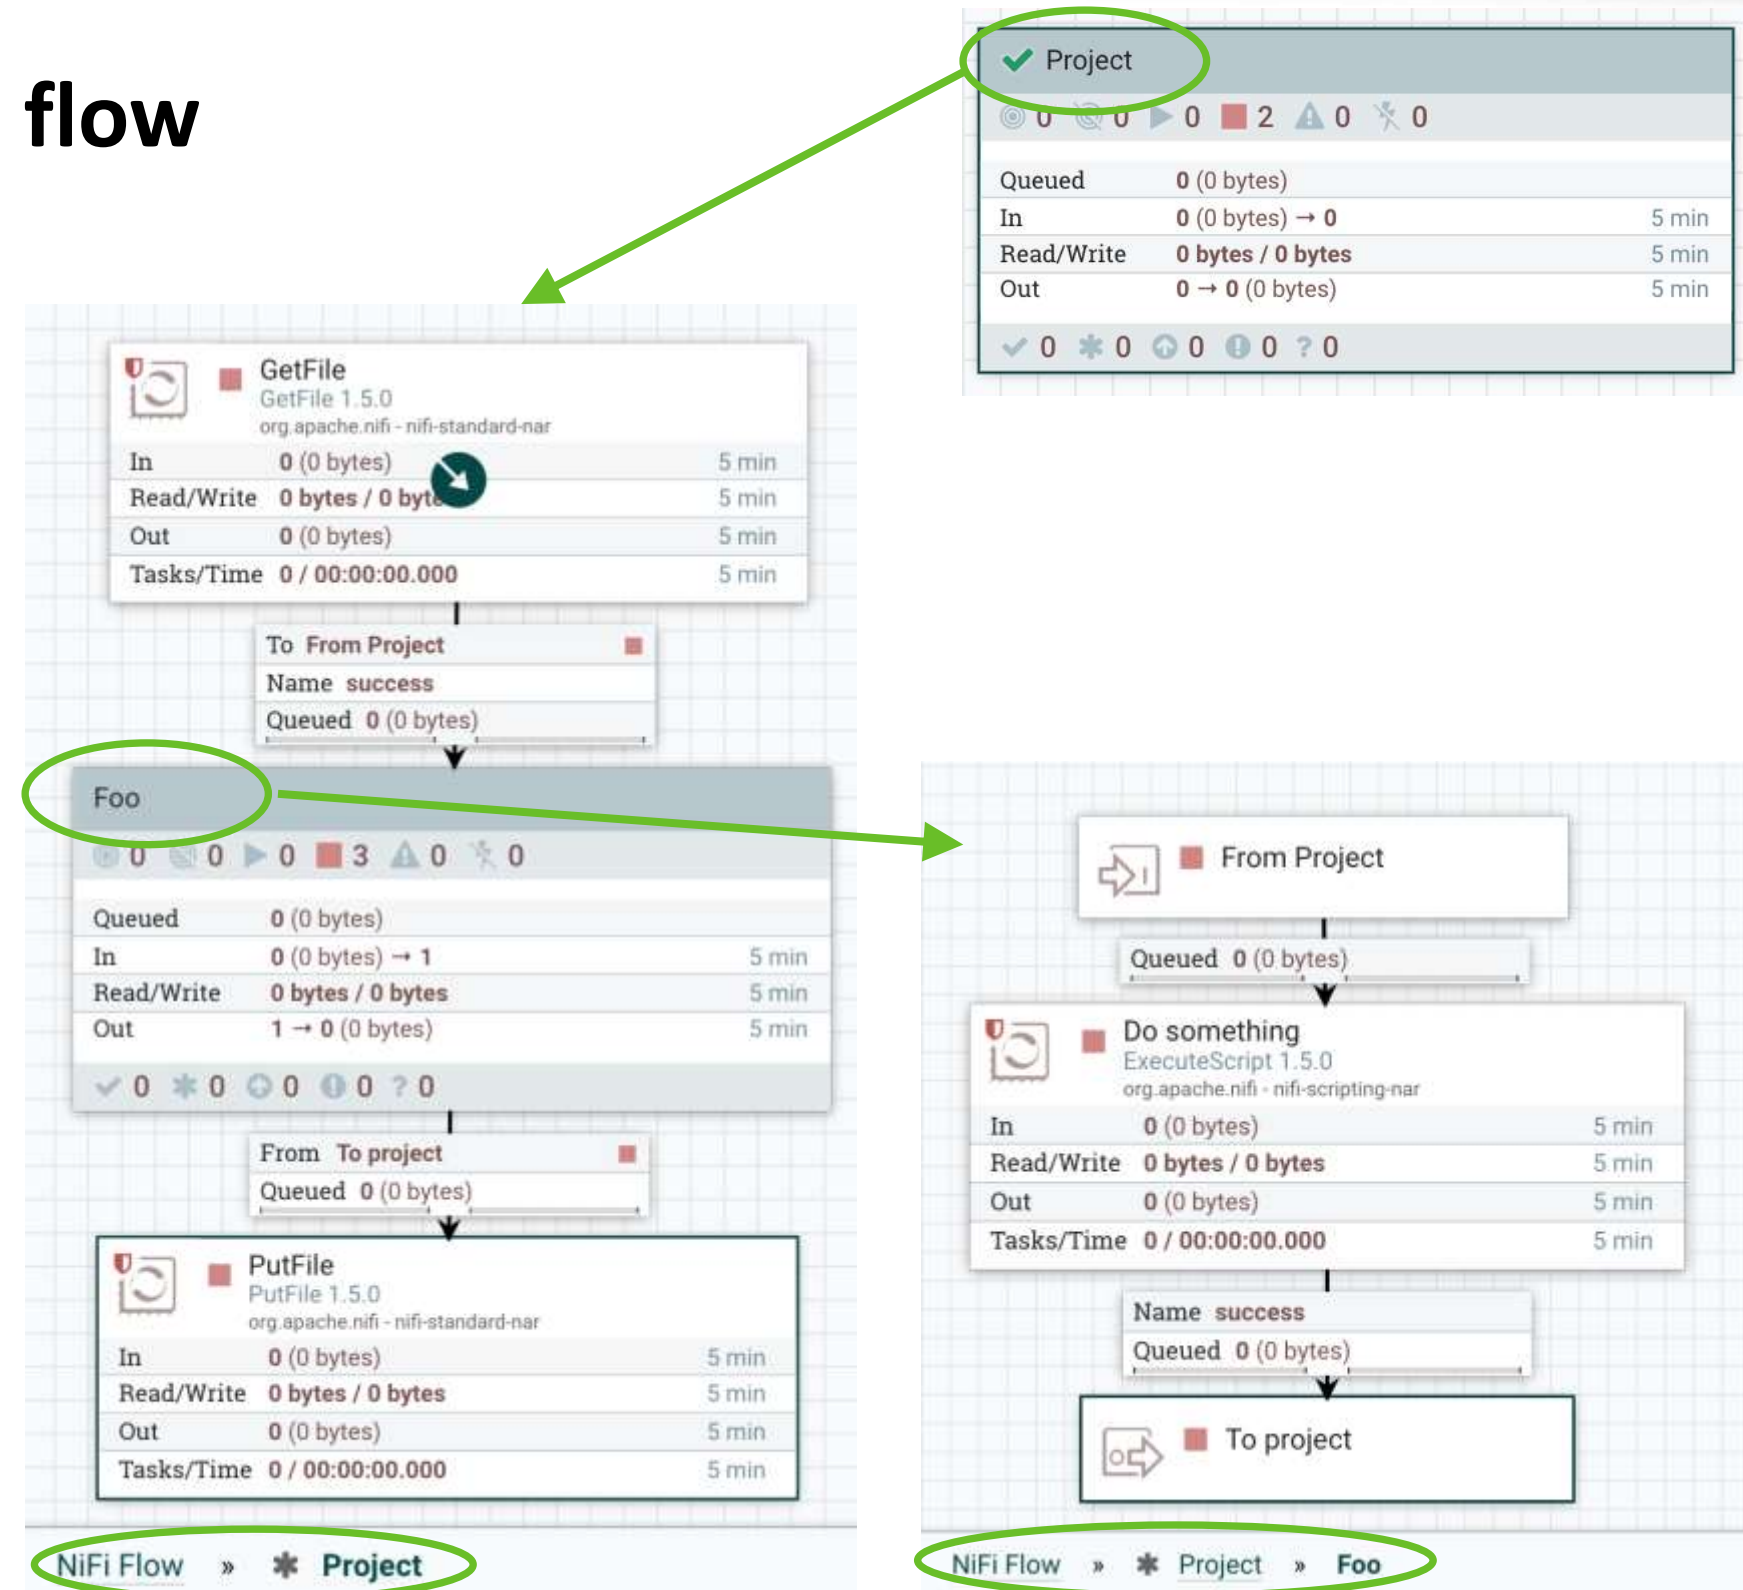 flow
Project
0 0 0 2 0 0
Queued 0 (0 bytes)
In 0 (0 bytes) → 0 5 min
Read/Write 0 bytes / 0 bytes 5 min
Out 0 → 0 (0 bytes) 5 min
0 0 0 0 ? 0
GetFile
GetFile 1.5.0
org.apache.nifi - nifi-standard-nar
In 0 (0 bytes) 5 min
Read/Write 0 bytes / 0 byte 5 min
Out 0 (0 bytes) 5 min
Tasks/Time 0 / 00:00:00.000 5 min
To From Project
Name success
Queued 0 (0 bytes)
Foo
0 0 0 3 0 0
Queued 0 (0 bytes)
In 0 (0 bytes) → 1 5 min
Read/Write 0 bytes / 0 bytes 5 min
Out 1 → 0 (0 bytes) 5 min
0 0 0 0 ? 0
From To project
Queued 0 (0 bytes)
PutFile
PutFile 1.5.0
org.apache.nifi - nifi-standard-nar
In 0 (0 bytes) 5 min
Read/Write 0 bytes / 0 bytes 5 min
Out 0 (0 bytes) 5 min
Tasks/Time 0 / 00:00:00.000 5 min
NiFi Flow » Project
From Project
Queued 0 (0 bytes)
Do something
ExecuteScript 1.5.0
org.apache.nifi - nifi-scripting-nar
In 0 (0 bytes) 5 min
Read/Write 0 bytes / 0 bytes 5 min
Out 0 (0 bytes) 5 min
Tasks/Time 0 / 00:00:00.000 5 min
Name success
Queued 0 (0 bytes)
To project
NiFi Flow » Project » Foo